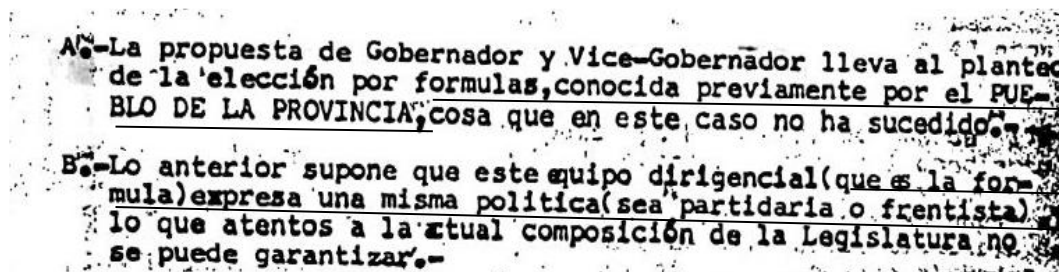 A.-La propuesta de Gobernador y Vice-Gobernador lleva al planteo
de la elección por formulas,conocida previamente por el PUE-
BLO DE LA PROVINCIA,cosa que en este caso no ha sucedido.-
B.-Lo anterior supone que este equipo dirigencial(que es la for-
mula)expresa una misma politica(sea partidaria o frentista)
lo que atentos a la actual composición de la Legislatura no
se puede garantizar.-